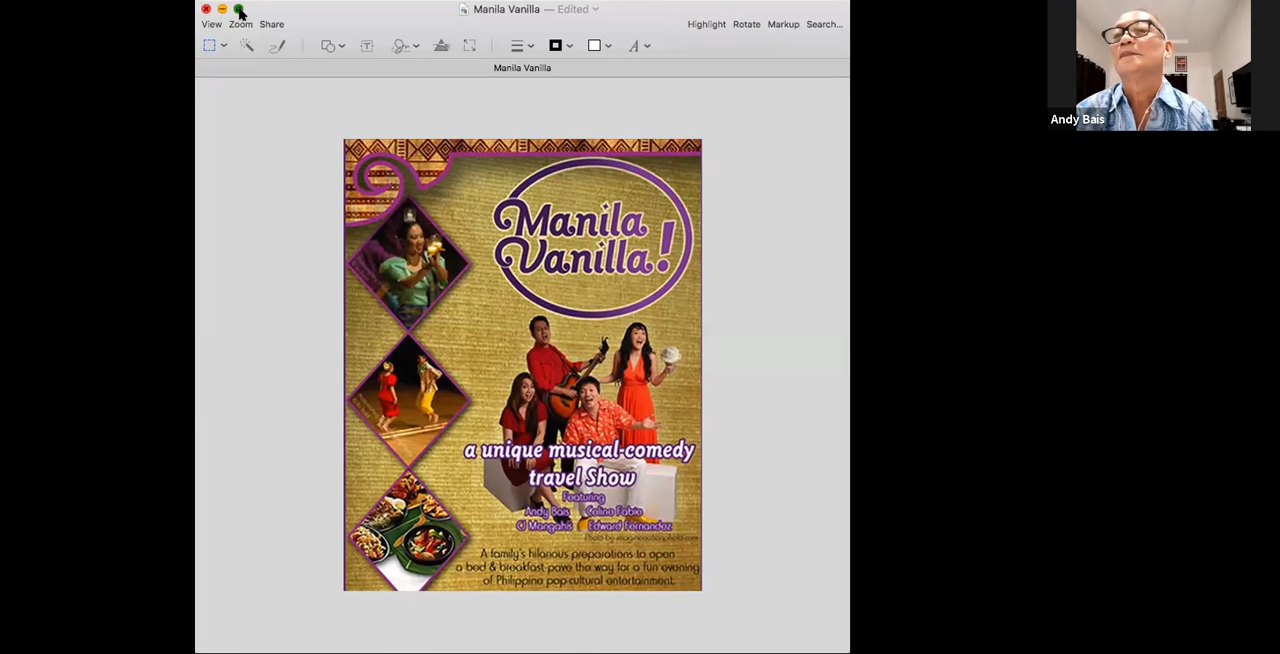 Manila Vanilla — Edited
View Zoom Share
Highlight Rotate Markup Search...
Manila Vanilla
Andy Bais
Manila
Vanilla!
a unique musical-comedy
travel Show
Featuring
Andy Bais Celine Fabie
CJ Mangahis Edward Fernandez
A family's hilarious preparations to open
a bed & breakfast pave the way for a fun evening
of Philippine pop-cultural entertainment.